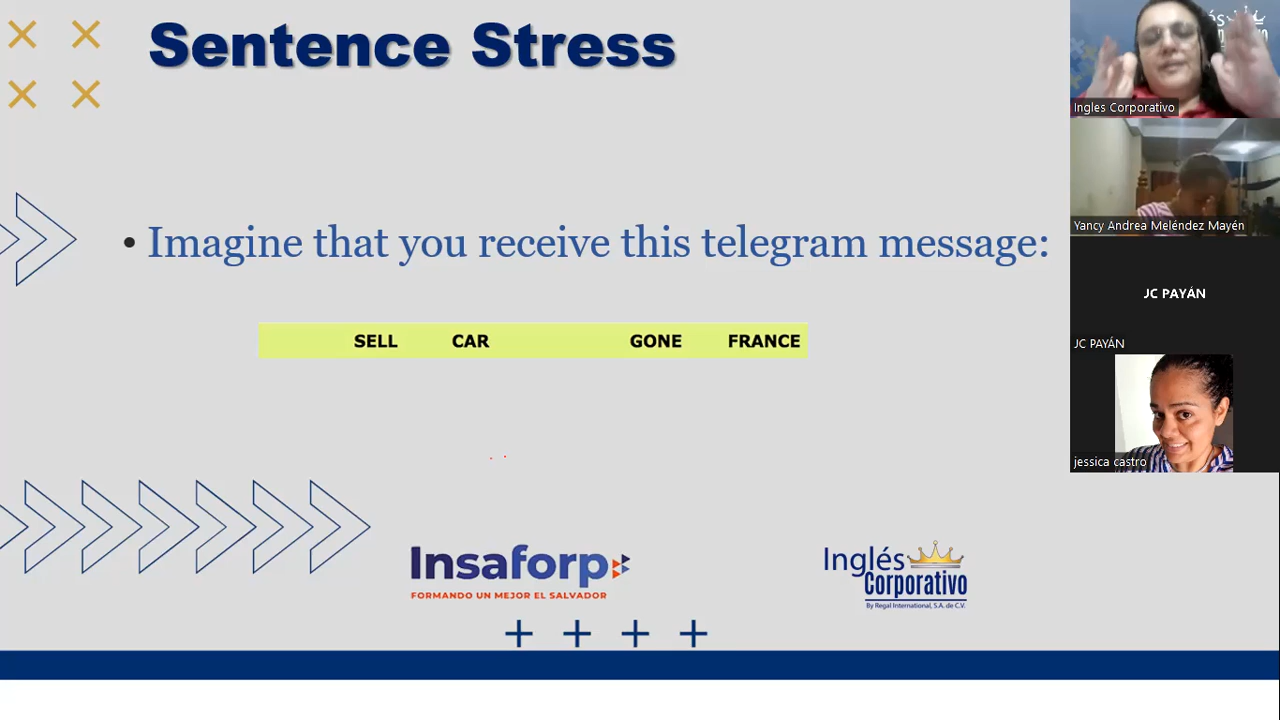 Sentence Stress
• Imagine that you receive this telegram message:
SELL CAR GONE FRANCE
Insaforp
FORMANDO UN MEJOR EL SALVADOR
Inglés
Corporativo
By Regal International, S.A. de C.V.
Ingles Corporativo
Yancy Andrea Meléndez Mayén
JC PAYÁN
JC PAYÁN
jessica castro